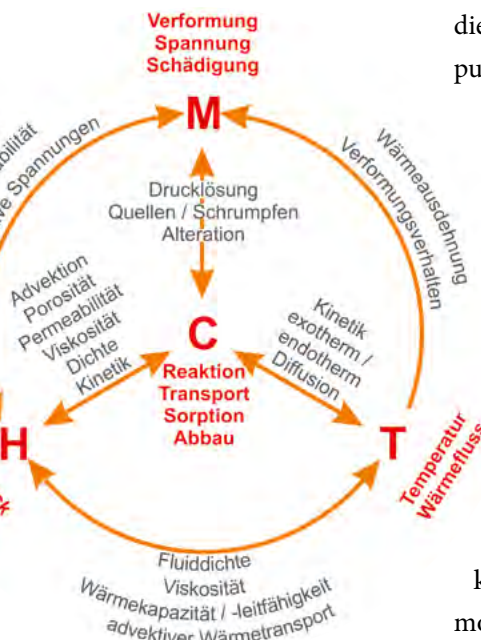 Verformung
Spannung
Schädigung
M
Wärmeausdehnung
Verformungsverhalten
Spannungen
Drucklösung
Quellen / Schrumpfen
Alteration
Advektion
Porosität
Permeabilität
Viskosität
Dichte
Kinetik
Kinetik
exotherm /
endotherm
Diffusion
C
Reaktion
Transport
Sorption
Abbau
H
T
Temperatur
Wärmefluss
Fluiddichte
Viskosität
Wärmekapazität / -leitfähigkeit
advektiver Wärmetransport
die
pu
k
mo